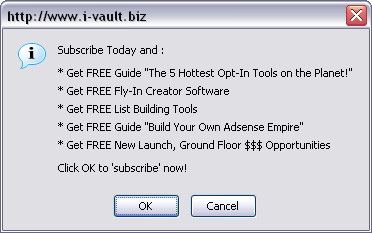 http://www.i-vault.biz
Subscribe Today and :
* Get FREE Guide "The 5 Hottest Opt-In Tools on the Planet!"
* Get FREE Fly-In Creator Software
* Get FREE List Building Tools
* Get FREE Guide "Build Your Own Adsense Empire"
* Get FREE New Launch, Ground Floor $$$ Opportunities
Click OK to 'subscribe' now!
OK Cancel